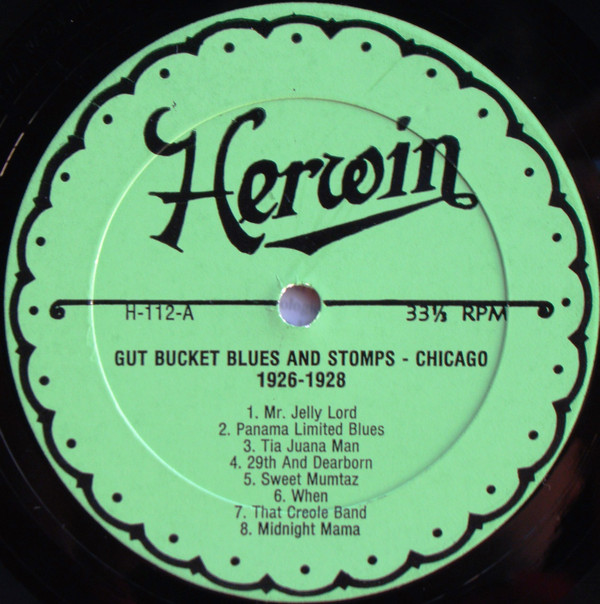 Herwin
H-112-A 33⅓ RPM
GUT BUCKET BLUES AND STOMPS - CHICAGO
1926-1928
1. Mr. Jelly Lord
2. Panama Limited Blues
3. Tia Juana Man
4. 29th And Dearborn
5. Sweet Mumtaz
6. When
7. That Creole Band
8. Midnight Mama